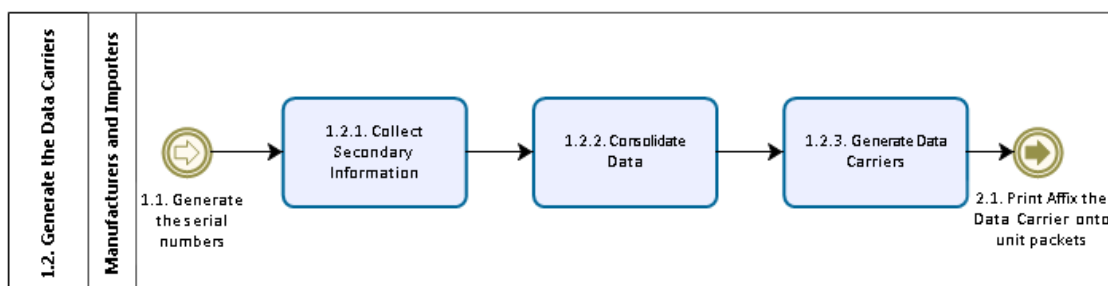 1.2. Generate the Data Carriers
Manufacturers and Importers
1.1. Generate
the serial
numbers
1.2.1. Collect
Secondary
Information
1.2.2. Consolidate
Data
1.2.3. Generate Data
Carriers
2.1. Print Affix the
Data Carrier onto
unit packets